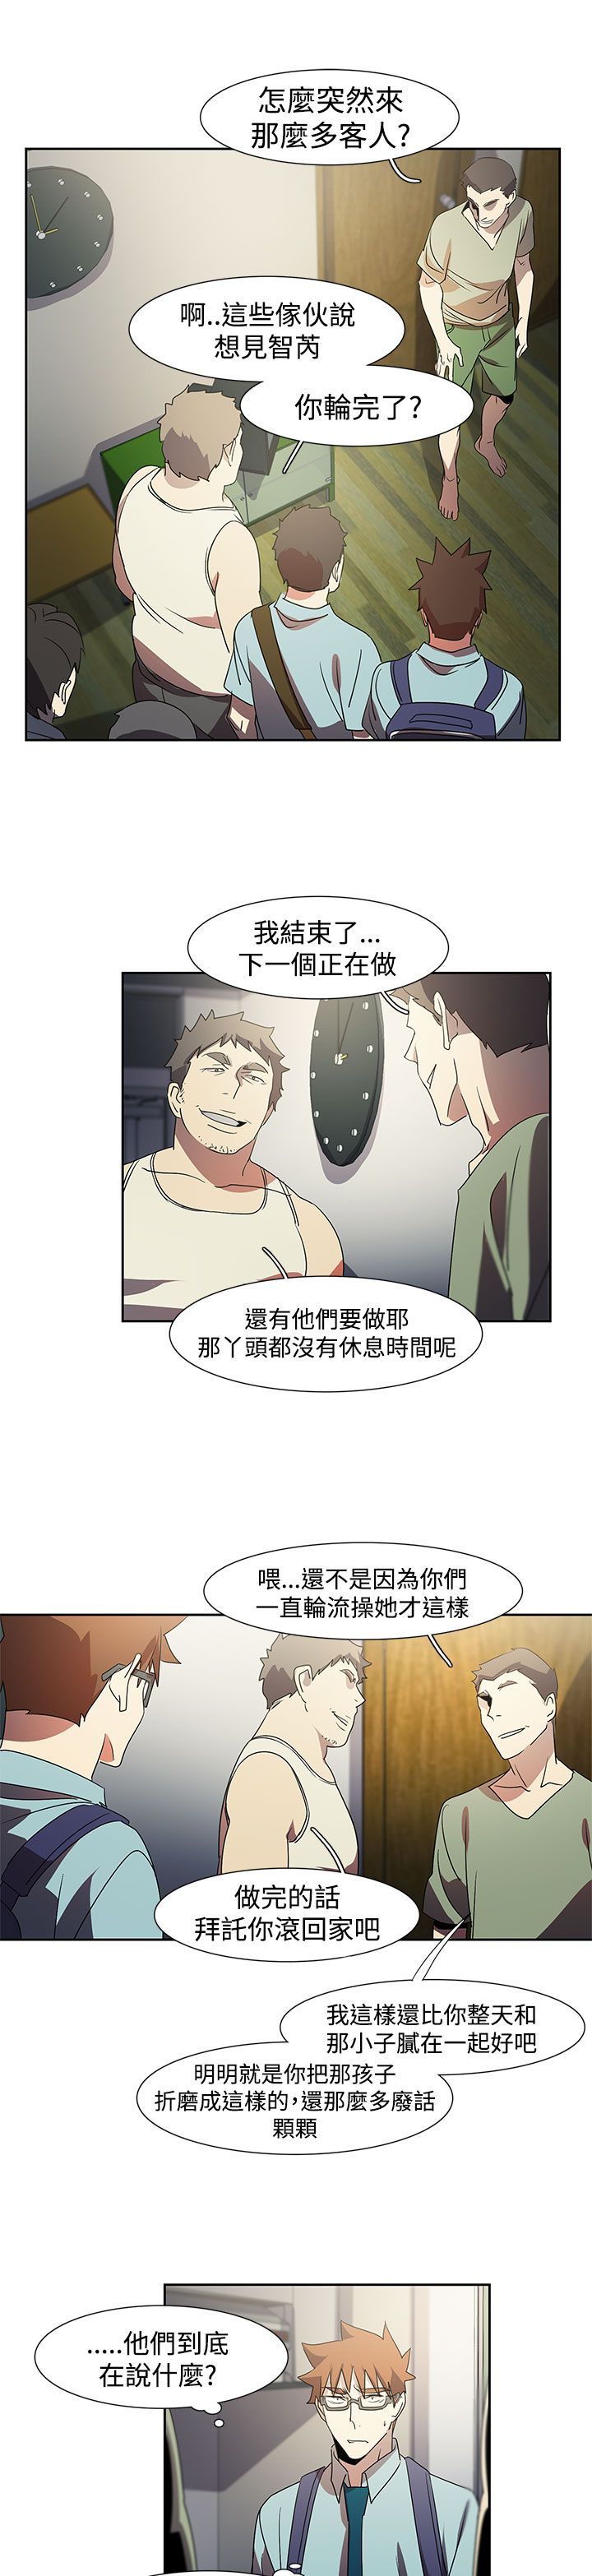 怎麼突然來
那麼多客人?
啊..這些傢伙說
想見智芮
你輪完了?
我結束了...
下一個正在做
還有他們要做耶
那丫頭都沒有休息時間呢
喂...還不是因為你們
一直輪流操她才這樣
做完的話
拜託你滾回家吧
我這樣還比你整天和
那小子膩在一起好吧
明明就是你把那孩子
折磨成這樣的,還那麼多廢話
顆顆
.....他們到底
在說什麼?